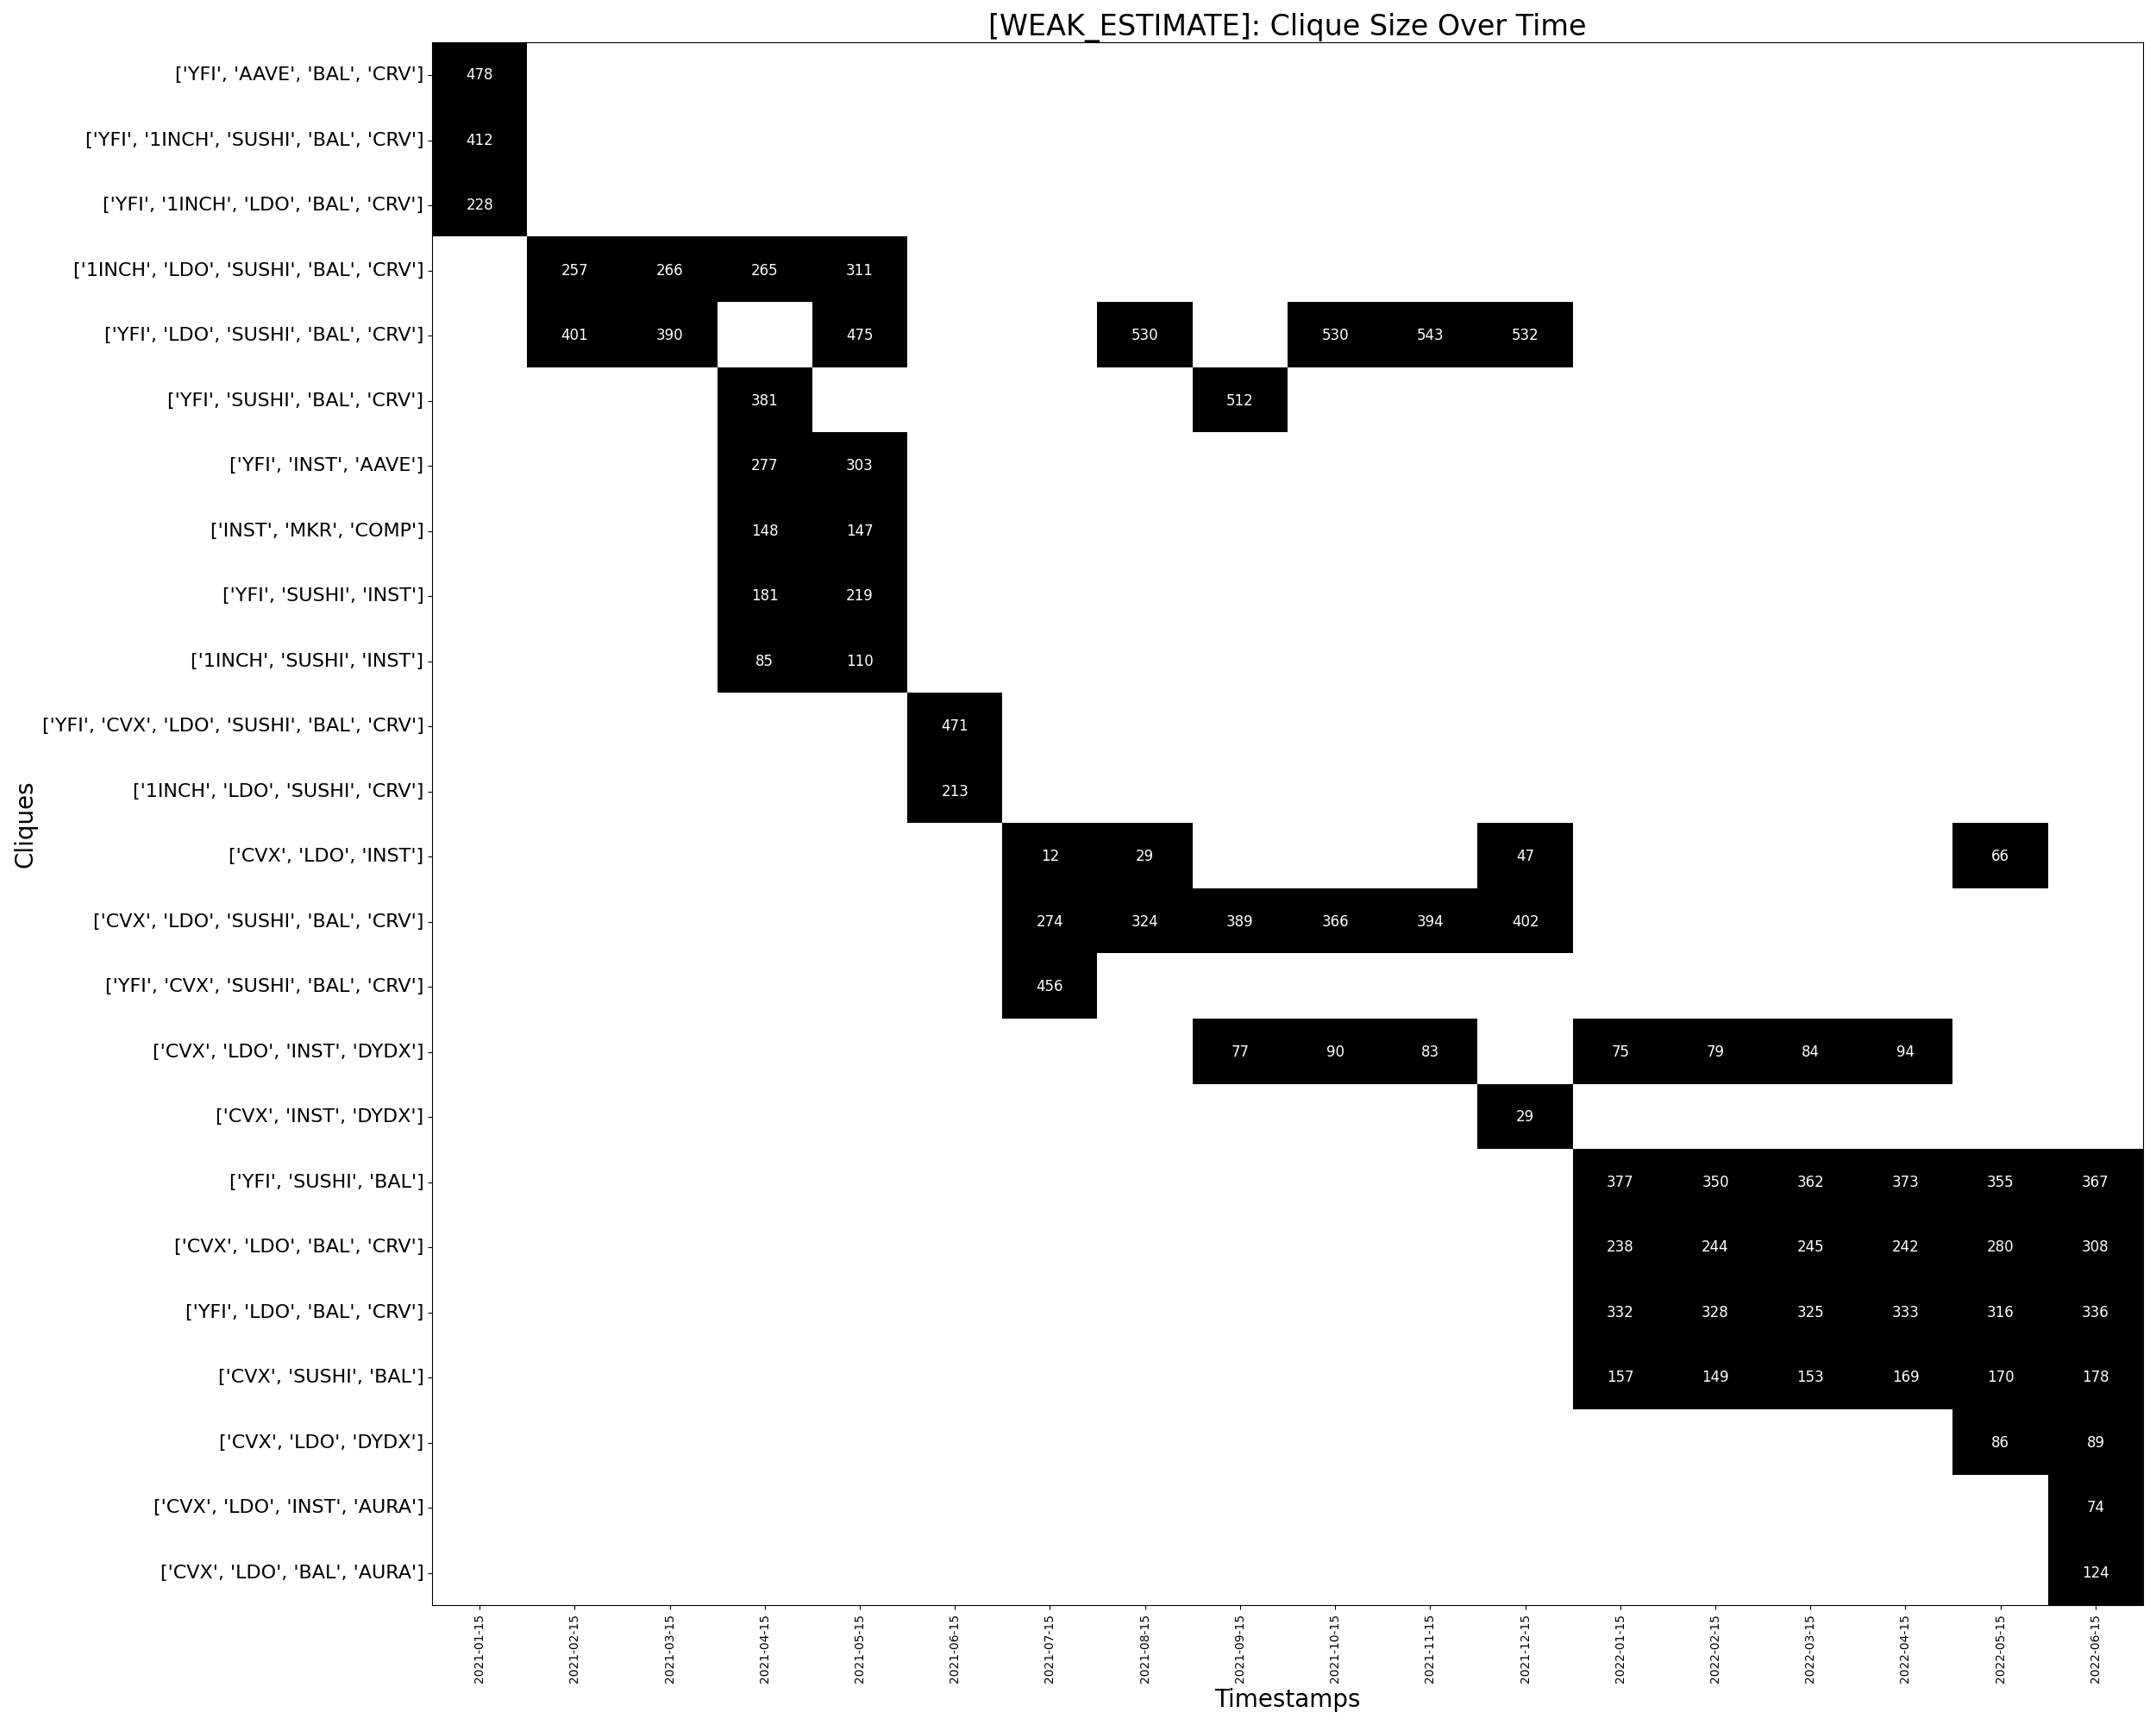 [WEAK_ESTIMATE]: Clique Size Over Time
['YFI', 'AAVE', 'BAL', 'CRV'] 478
['YFI', '1INCH', 'SUSHI', 'BAL', 'CRV'] 412
['YFI', '1INCH', 'LDO', 'BAL', 'CRV'] 228
['1INCH', 'LDO', 'SUSHI', 'BAL', 'CRV'] 257 266 265 311
['YFI', 'LDO', 'SUSHI', 'BAL', 'CRV'] 401 390 475 530 530 543 532
['YFI', 'SUSHI', 'BAL', 'CRV'] 381 512
['YFI', 'INST', 'AAVE'] 277 303
['INST', 'MKR', 'COMP'] 148 147
['YFI', 'SUSHI', 'INST'] 181 219
['1INCH', 'SUSHI', 'INST'] 85 110
['YFI', 'CVX', 'LDO', 'SUSHI', 'BAL', 'CRV'] 471
['1INCH', 'LDO', 'SUSHI', 'CRV'] 213
['CVX', 'LDO', 'INST'] 12 29 47 66
['CVX', 'LDO', 'SUSHI', 'BAL', 'CRV'] 274 324 389 366 394 402
['YFI', 'CVX', 'SUSHI', 'BAL', 'CRV'] 456
['CVX', 'LDO', 'INST', 'DYDX'] 77 90 83 75 79 84 94
['CVX', 'INST', 'DYDX'] 29
['YFI', 'SUSHI', 'BAL'] 377 350 362 373 355 367
['CVX', 'LDO', 'BAL', 'CRV'] 238 244 245 242 280 308
['YFI', 'LDO', 'BAL', 'CRV'] 332 328 325 333 316 336
['CVX', 'SUSHI', 'BAL'] 157 149 153 169 170 178
['CVX', 'LDO', 'DYDX'] 86 89
['CVX', 'LDO', 'INST', 'AURA'] 74
['CVX', 'LDO', 'BAL', 'AURA'] 124
Cliques
2021-01-15
2021-02-15
2021-03-15
2021-04-15
2021-05-15
2021-06-15
2021-07-15
2021-08-15
2021-09-15
2021-10-15
2021-11-15
2021-12-15
2022-01-15
2022-02-15
2022-03-15
2022-04-15
2022-05-15
2022-06-15
Timestamps